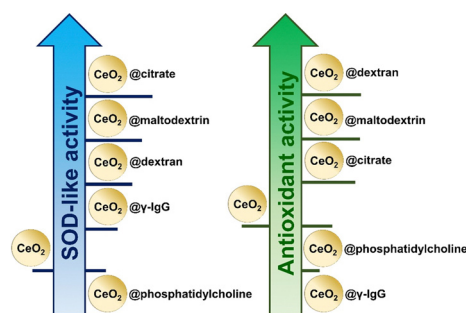 SOD-like activity
CeO₂ @citrate
CeO₂ @maltodextrin
CeO₂ @dextran
CeO₂ @γ-IgG
CeO₂
CeO₂ @phosphatidylcholine
Antioxidant activity
CeO₂ @dextran
CeO₂ @maltodextrin
CeO₂ @citrate
CeO₂
CeO₂ @phosphatidylcholine
CeO₂ @γ-IgG